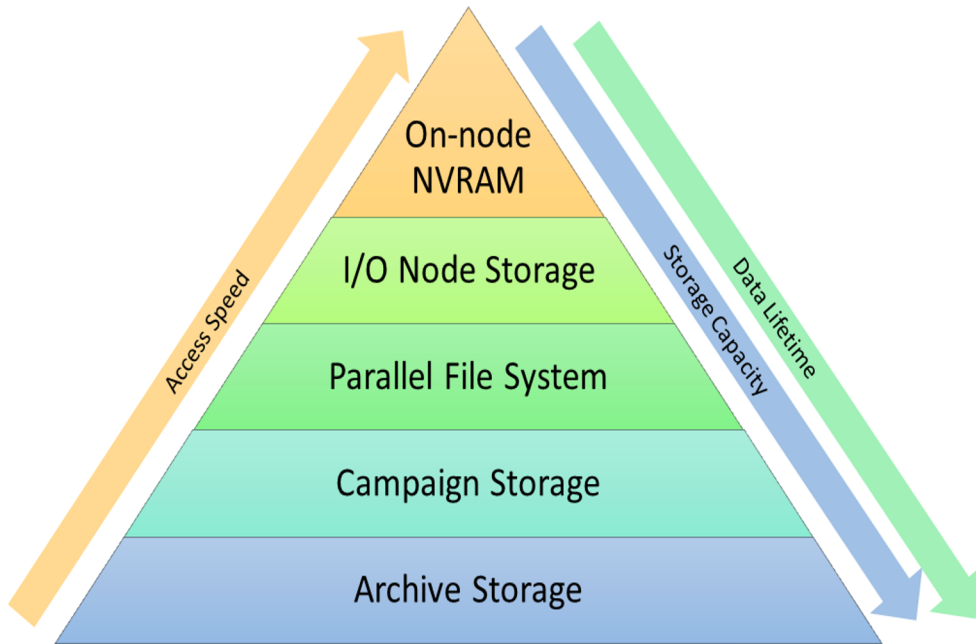 On-node
NVRAM
I/O Node Storage
Parallel File System
Campaign Storage
Archive Storage
Access Speed
Storage Capacity
Data Lifetime